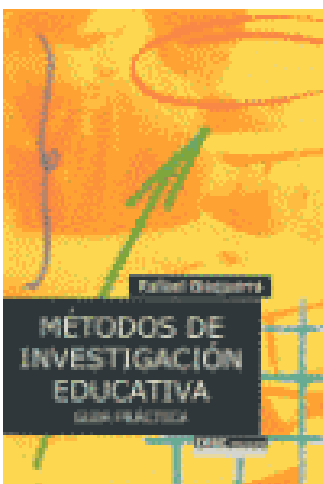 Rafael Bisquerra
MÉTODOS DE
INVESTIGACIÓN
EDUCATIVA
GUÍA PRÁCTICA